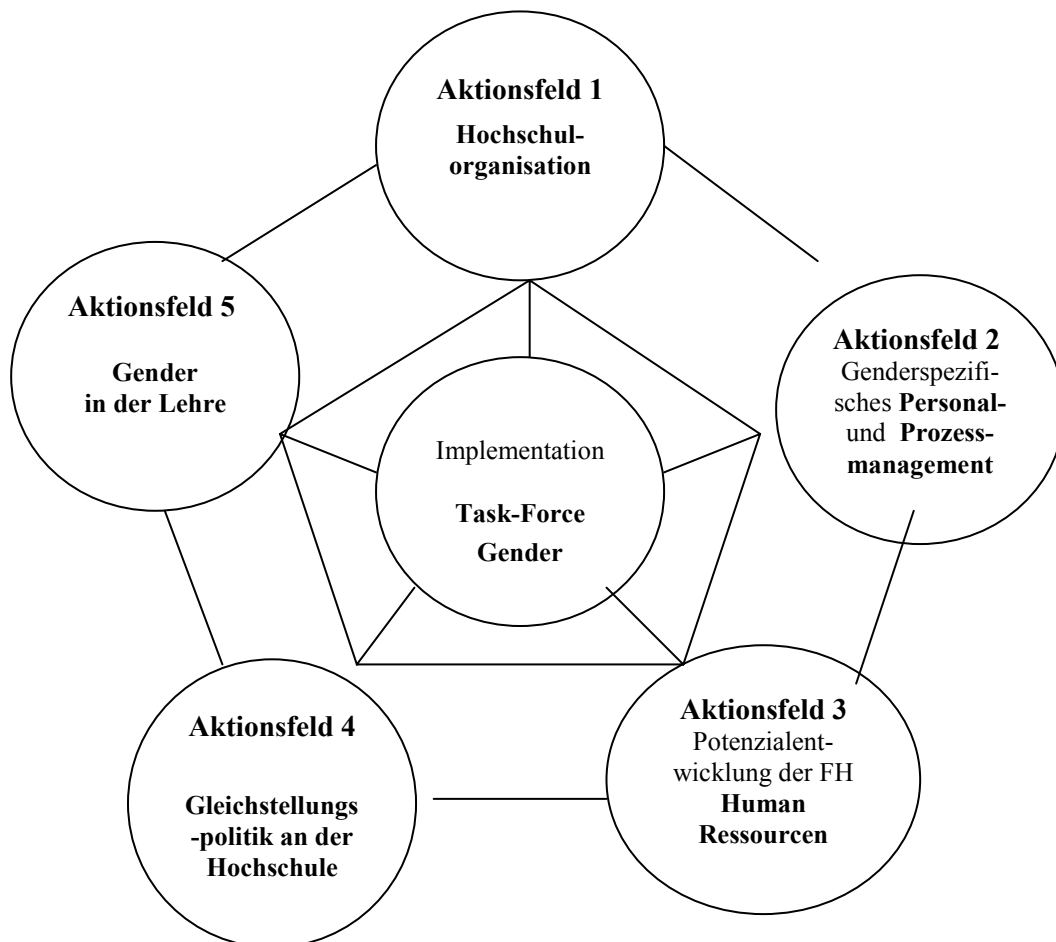 Aktionsfeld 1
Hochschul-
organisation
Aktionsfeld 5
Gender
in der Lehre
Aktionsfeld 2
Genderspezifi-
sches Personal-
und Prozess-
management
Implementation
Task-Force
Gender
Aktionsfeld 4
Gleichstellungs
-politik an der
Hochschule
Aktionsfeld 3
Potenzialent-
wicklung der FH
Human
Ressourcen